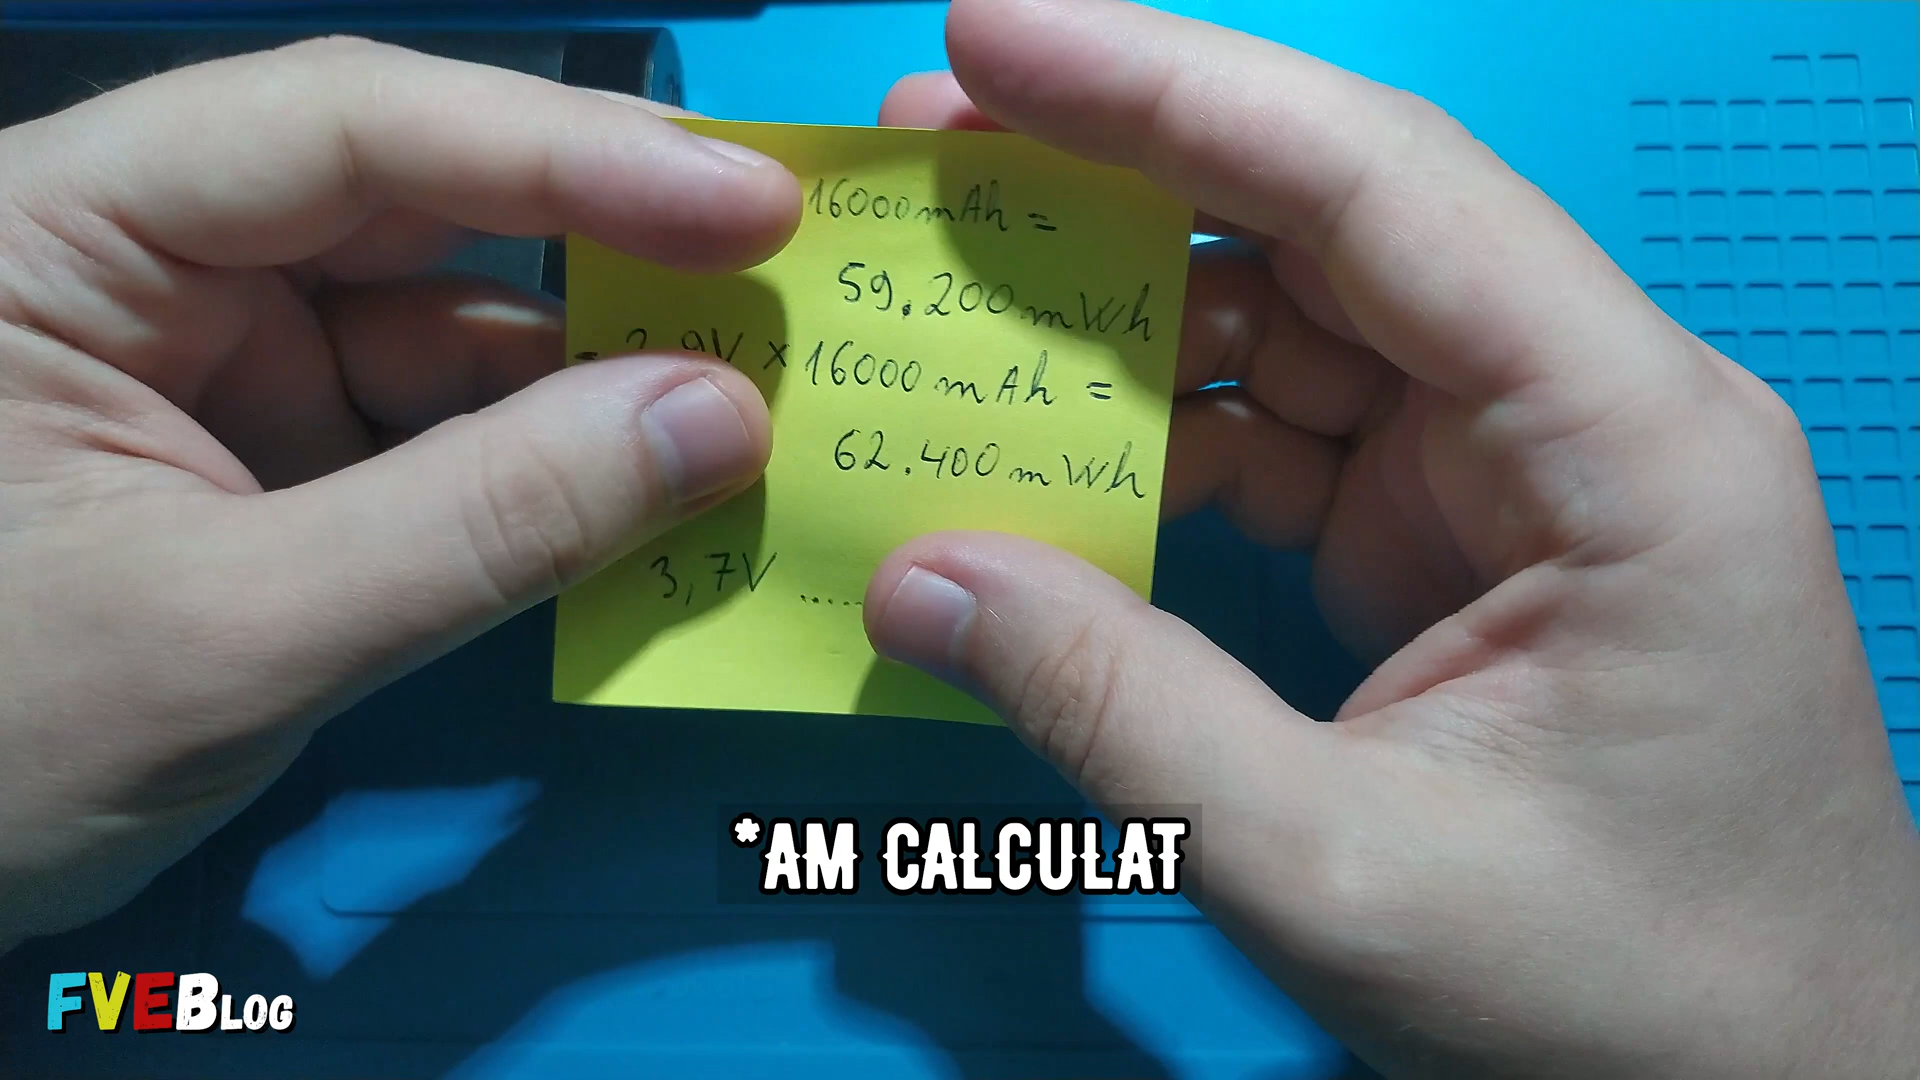 16000mAh =
59.200mWh
x 16000mAh =
62.400mWh
3,7V .....
*AM CALCULAT
FVEBLOG